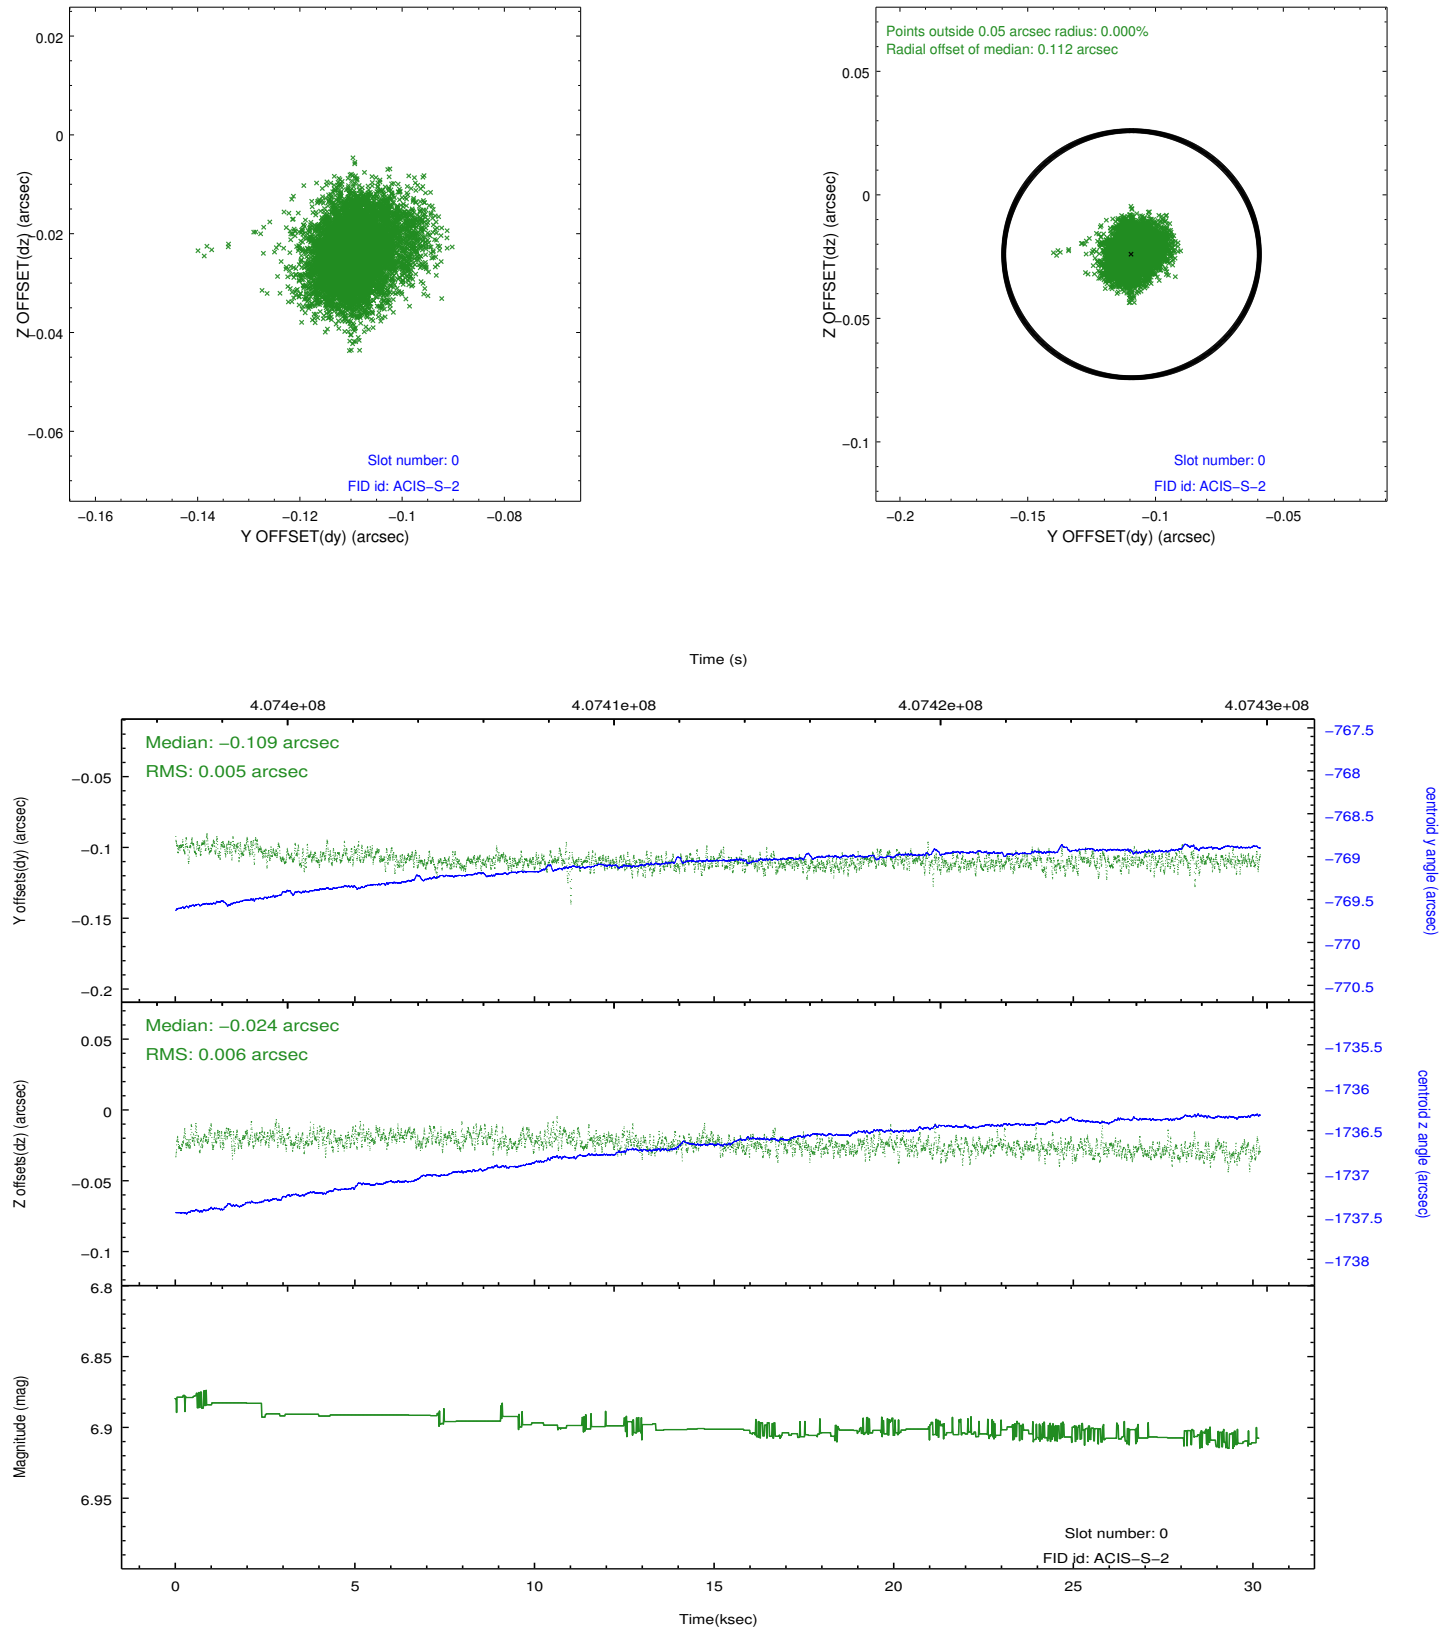 0.02
0
−0.02
−0.04
−0.06
Z OFFSET(dz) (arcsec)
Slot number: 0
FID id: ACIS−S−2
−0.16
−0.14
−0.12
−0.1
−0.08
Y OFFSET(dy) (arcsec)
Points outside 0.05 arcsec radius: 0.000%
Radial offset of median: 0.112 arcsec
0.05
0
−0.05
−0.1
Z OFFSET(dz) (arcsec)
Slot number: 0
FID id: ACIS−S−2
−0.2
−0.15
−0.1
−0.05
Y OFFSET(dy) (arcsec)
Time (s)
4.074e+08
4.0741e+08
4.0742e+08
4.0743e+08
Median: −0.109 arcsec
RMS: 0.005 arcsec
−0.05
−0.1
−0.15
−0.2
Y offsets(dy) (arcsec)
−767.5
−768
−768.5
−769
−769.5
−770
−770.5
centroid y angle (arcsec)
Median: −0.024 arcsec
RMS: 0.006 arcsec
0.05
0
−0.05
−0.1
Z offsets(dz) (arcsec)
−1735.5
−1736
−1736.5
−1737
−1737.5
−1738
centroid z angle (arcsec)
6.8
6.85
6.9
6.95
Magnitude (mag)
Slot number: 0
FID id: ACIS−S−2
0
5
10
15
20
25
30
Time(ksec)